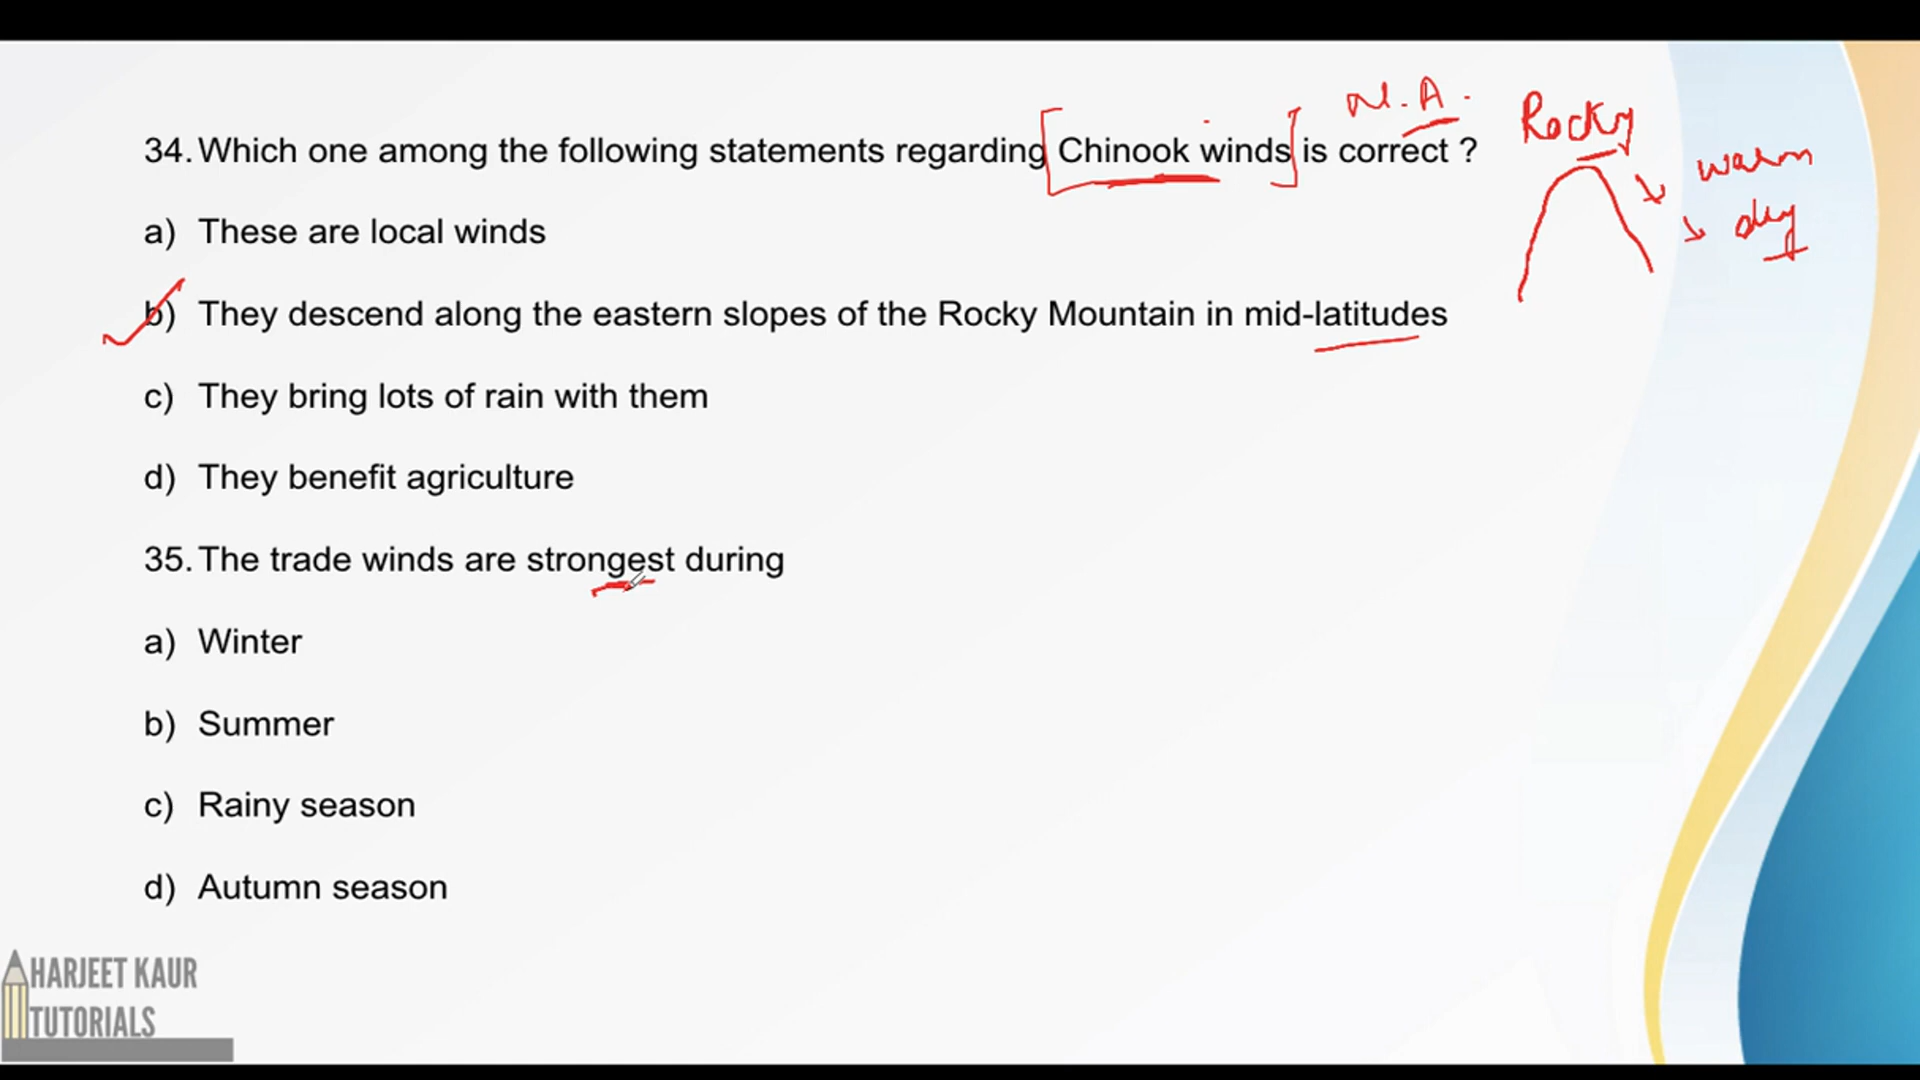 N.A.
Rocky
34. Which one among the following statements regarding [Chinook winds] is correct ?
warm
dry
a) These are local winds
b) They descend along the eastern slopes of the Rocky Mountain in mid-latitudes
c) They bring lots of rain with them
d) They benefit agriculture
35. The trade winds are strongest during
a) Winter
b) Summer
c) Rainy season
d) Autumn season
HARJEET KAUR
TUTORIALS